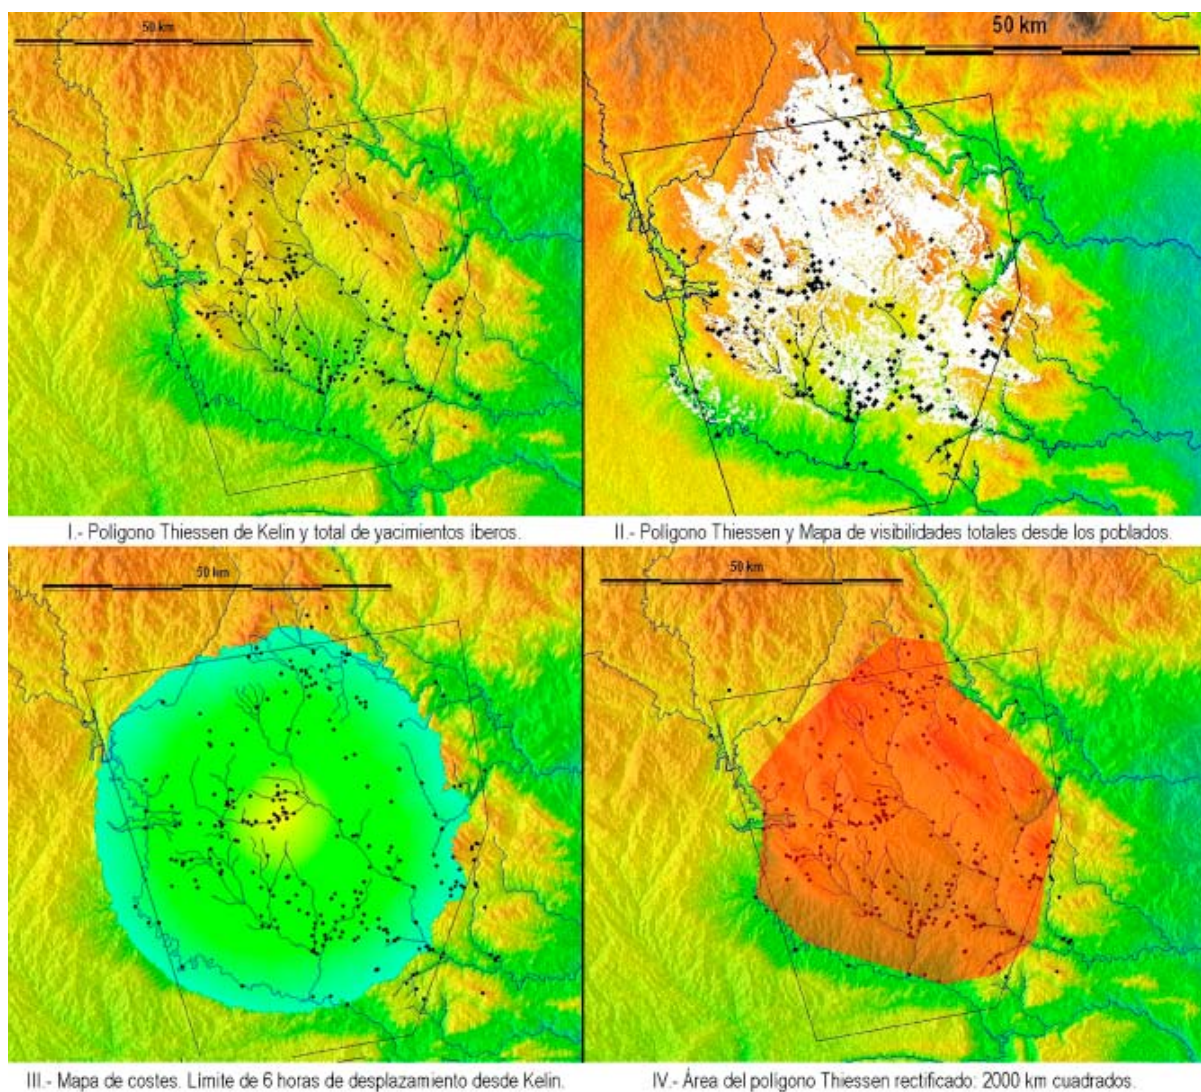 50 km
50 km
I.- Polígono Thiessen de Kelin y total de yacimientos íberos.
II.- Polígono Thiessen y Mapa de visibilidades totales desde los poblados.
50 km
50 km
III.- Mapa de costes. Límite de 6 horas de desplazamiento desde Kelin.
IV.- Área del polígono Thiessen rectificado: 2000 km cuadrados.